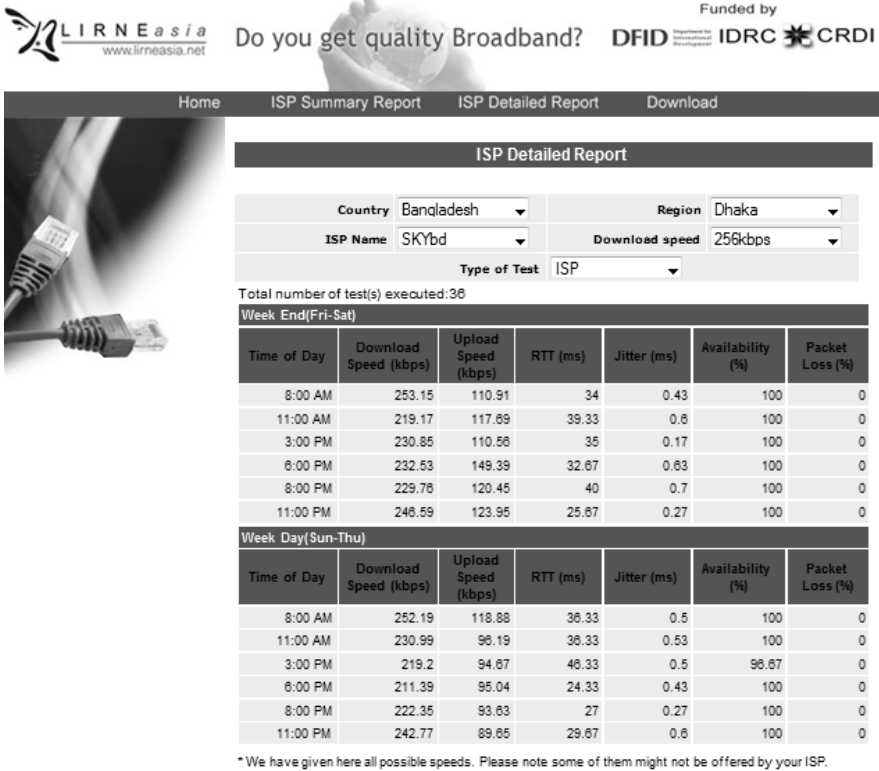 LIRNEasia
www.lirneasia.net
Do you get quality Broadband?
Funded by
DFID Department for International Development IDRC CRDI
Home ISP Summary Report ISP Detailed Report Download
ISP Detailed Report
Country Bangladesh Region Dhaka
ISP Name SKYbd Download speed 256kbps
Type of Test ISP
Total number of test(s) executed:36
Week End(Fri-Sat)
Time of Day Download Speed (kbps) Upload Speed (kbps) RTT (ms) Jitter (ms) Availability (%) Packet Loss (%)
8:00 AM 253.15 110.91 34 0.43 100 0
11:00 AM 219.17 117.69 39.33 0.6 100 0
3:00 PM 230.85 110.56 35 0.17 100 0
6:00 PM 232.53 149.39 32.67 0.63 100 0
8:00 PM 229.76 120.45 40 0.7 100 0
11:00 PM 246.59 123.95 25.67 0.27 100 0
Week Day(Sun-Thu)
Time of Day Download Speed (kbps) Upload Speed (kbps) RTT (ms) Jitter (ms) Availability (%) Packet Loss (%)
8:00 AM 252.19 118.88 36.33 0.5 100 0
11:00 AM 230.99 96.19 36.33 0.53 100 0
3:00 PM 219.2 94.67 46.33 0.5 96.67 0
6:00 PM 211.39 95.04 24.33 0.43 100 0
8:00 PM 222.35 93.63 27 0.27 100 0
11:00 PM 242.77 89.65 29.67 0.6 100 0
* We have given here all possible speeds. Please note some of them might not be offered by your ISP.